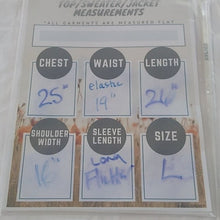 TOP/SWEATER/JACKET
MEASUREMENTS
*ALL GARMENTS ARE MEASURED FLAT
CHEST WAIST LENGTH
25" elastic 19" 26"
SHOULDER WIDTH SLEEVE LENGTH SIZE
16" Long L